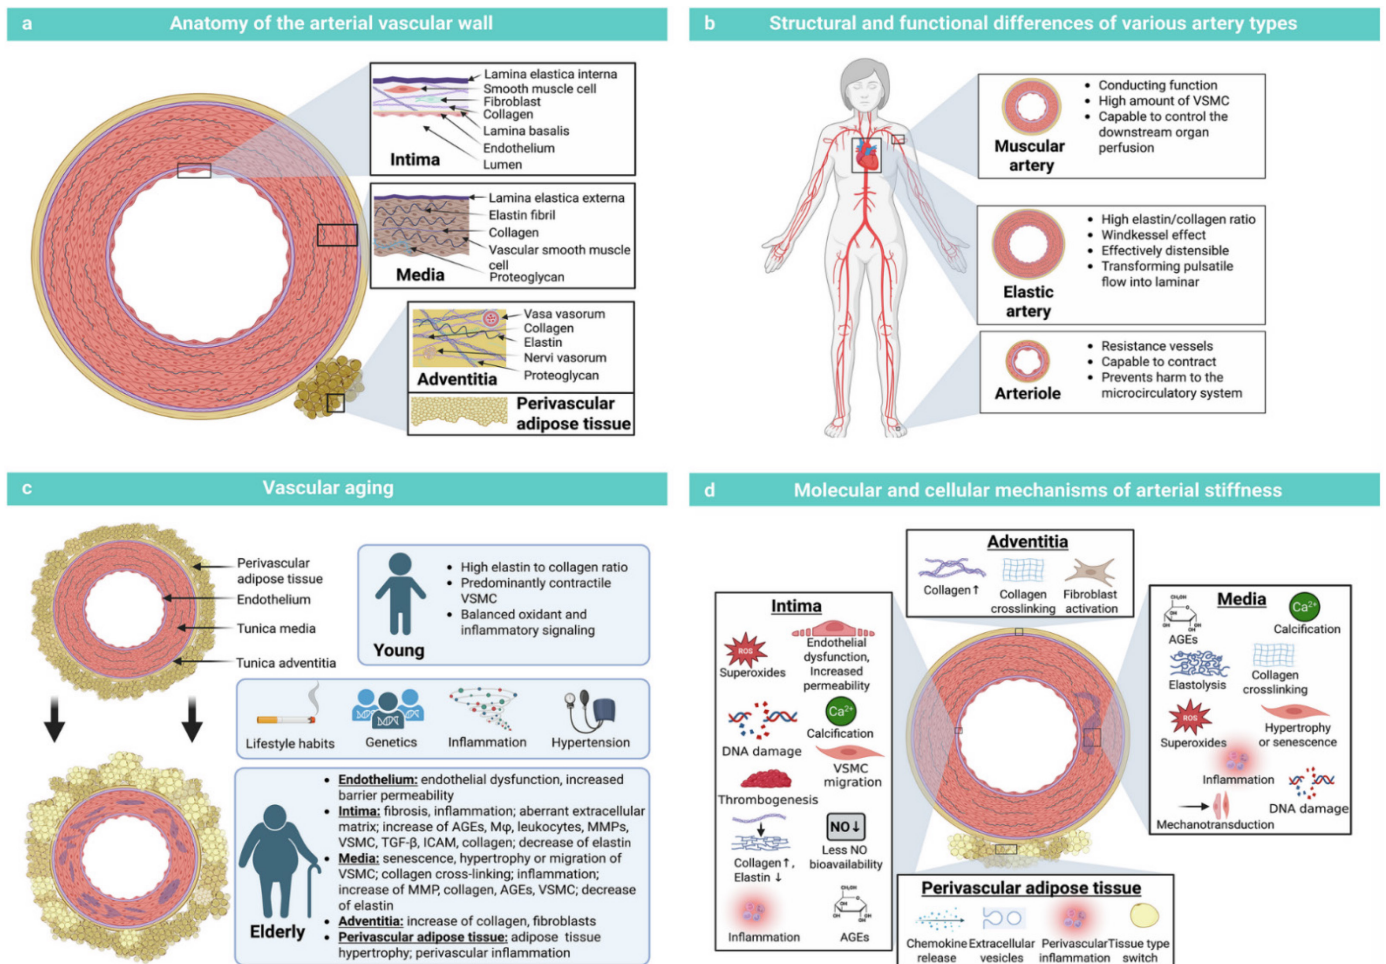 a
Anatomy of the arterial vascular wall
Lamina elastica interna
Smooth muscle cell
Fibroblast
Collagen
Lamina basalis
Endothelium
Lumen
Intima
Lamina elastica externa
Elastin fibril
Collagen
Vascular smooth muscle
cell
Proteoglycan
Media
Vasa vasorum
Collagen
Elastin
Nervi vasorum
Proteoglycan
Adventitia
Perivascular
adipose tissue
b
Structural and functional differences of various artery types
Muscular
artery
• Conducting function
• High amount of VSMC
• Capable to control the
downstream organ
perfusion
Elastic
artery
• High elastin/collagen ratio
• Windkessel effect
• Effectively distensible
• Transforming pulsatile
flow into laminar
Arteriole
• Resistance vessels
• Capable to contract
• Prevents harm to the
microcirculatory system
c
Vascular aging
Perivascular
adipose tissue
Endothelium
Tunica media
Tunica adventitia
Young
• High elastin to collagen ratio
• Predominantly contractile
VSMC
• Balanced oxidant and
inflammatory signaling
Lifestyle habits
Genetics
Inflammation
Hypertension
Elderly
• Endothelium: endothelial dysfunction, increased
barrier permeability
• Intima: fibrosis, inflammation; aberrant extracellular
matrix; increase of AGEs, Mφ, leukocytes, MMPs,
VSMC, TGF-β, ICAM, collagen; decrease of elastin
• Media: senescence, hypertrophy or migration of
VSMC; collagen cross-linking; inflammation;
increase of MMP, collagen, AGEs, VSMC; decrease
of elastin
• Adventitia: increase of collagen, fibroblasts
• Perivascular adipose tissue: adipose tissue
hypertrophy; perivascular inflammation
d
Molecular and cellular mechanisms of arterial stiffness
Adventitia
Collagen↑
Collagen
crosslinking
Fibroblast
activation
Intima
ROS
Superoxides
Endothelial
dysfunction,
Increased
permeability
DNA damage
Ca²⁺
Calcification
Thrombogenesis
VSMC
migration
Collagen↑,
Elastin ↓
NO↓
Less NO
bioavailability
Inflammation
CH₂OH
OH
OH
OH
OH
AGEs
Media
CH₂OH
OH
OH
OH
OH
AGEs
Ca²⁺
Calcification
Elastolysis
Collagen
crosslinking
ROS
Superoxides
Hypertrophy
or senescence
Inflammation
Mechanotransduction
DNA damage
Perivascular adipose tissue
Chemokine
release
Extracellular
vesicles
Perivascular
inflammation
Tissue type
switch